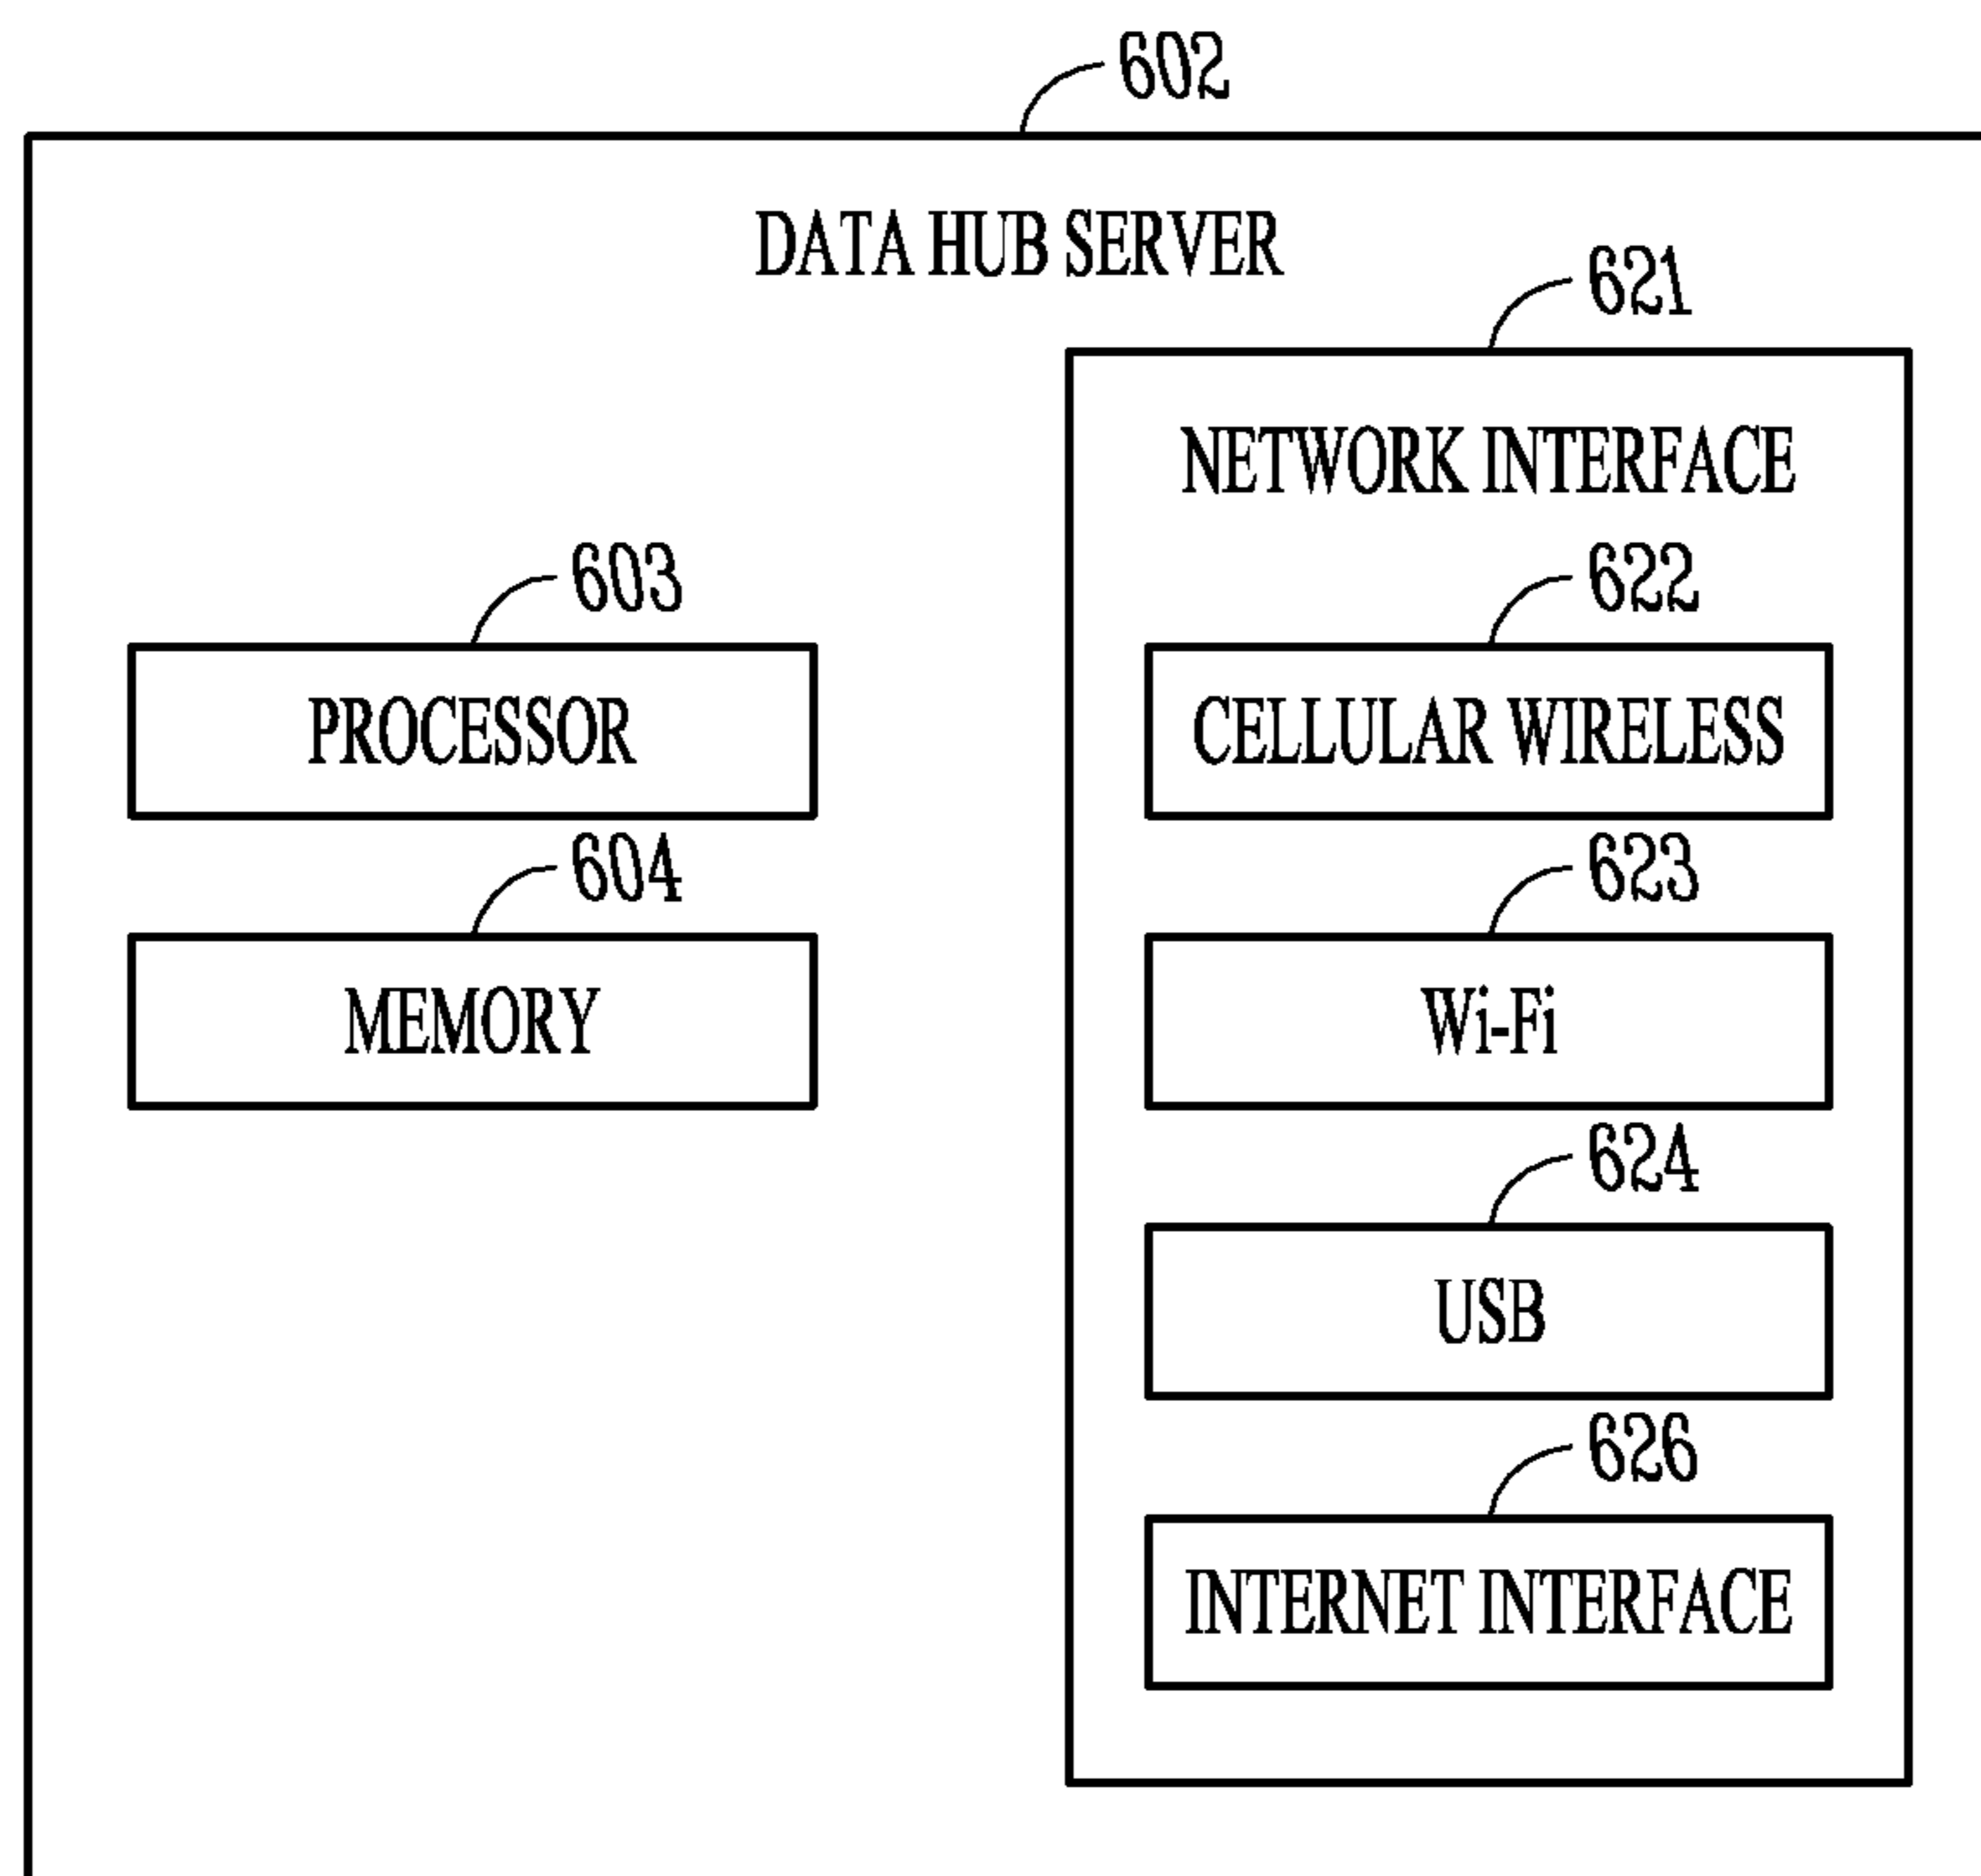 602
DATA HUB SERVER
621
NETWORK INTERFACE
603
PROCESSOR
604
MEMORY
622
CELLULAR WIRELESS
623
Wi-Fi
624
USB
626
INTERNET INTERFACE